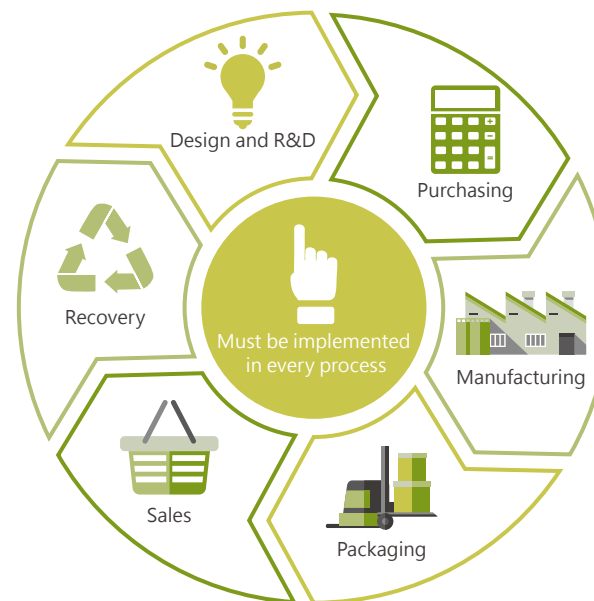 Design and R&D
Purchasing
Manufacturing
Packaging
Sales
Recovery
Must be implemented
in every process